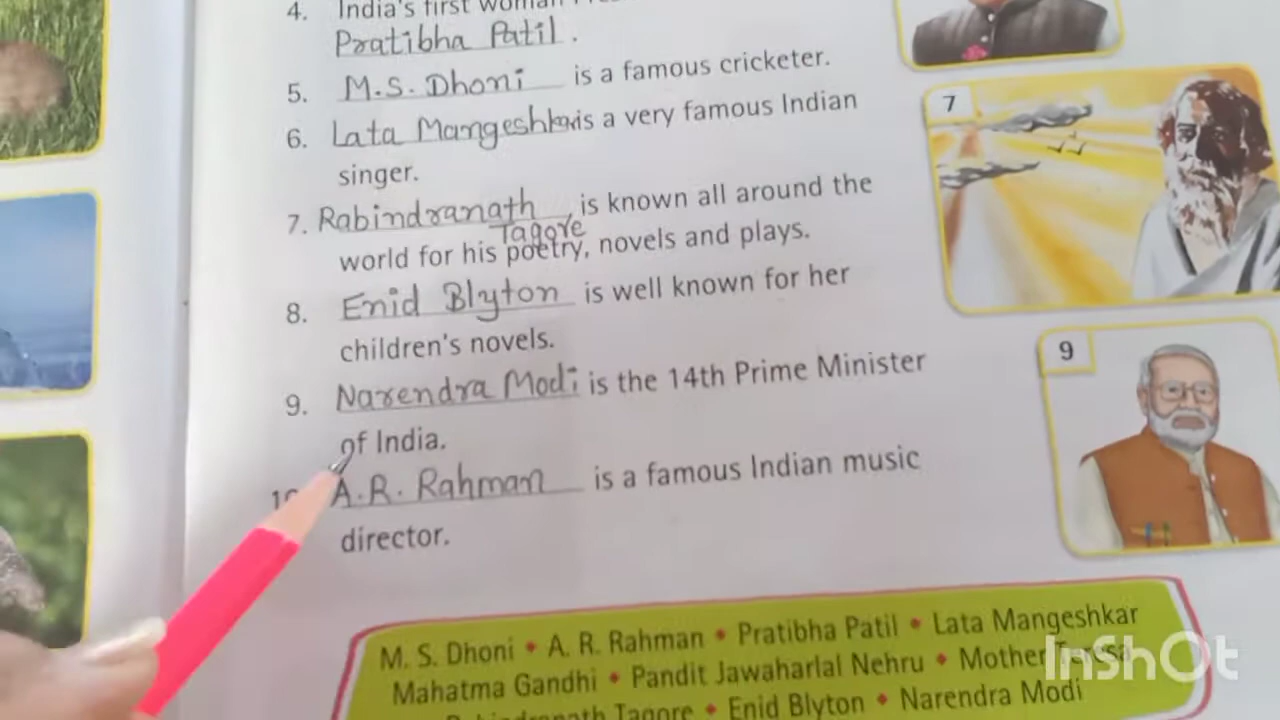 4. India's first woman
Pratibha Patil.
5. M.S. Dhoni is a famous cricketer.
6. Lata Mangeshkar is a very famous Indian
singer.
7. Rabindranath is known all around the
Tagore
world for his poetry, novels and plays.
8. Enid Blyton is well known for her
children's novels.
9. Narendra Modi is the 14th Prime Minister
of India.
10. A.R. Rahman is a famous Indian music
director.
7
9
M. S. Dhoni • A. R. Rahman • Pratibha Patil • Lata Mangeshkar
Mahatma Gandhi • Pandit Jawaharlal Nehru • Mother
Rabindranath Tagore • Enid Blyton • Narendra Modi
InShOt